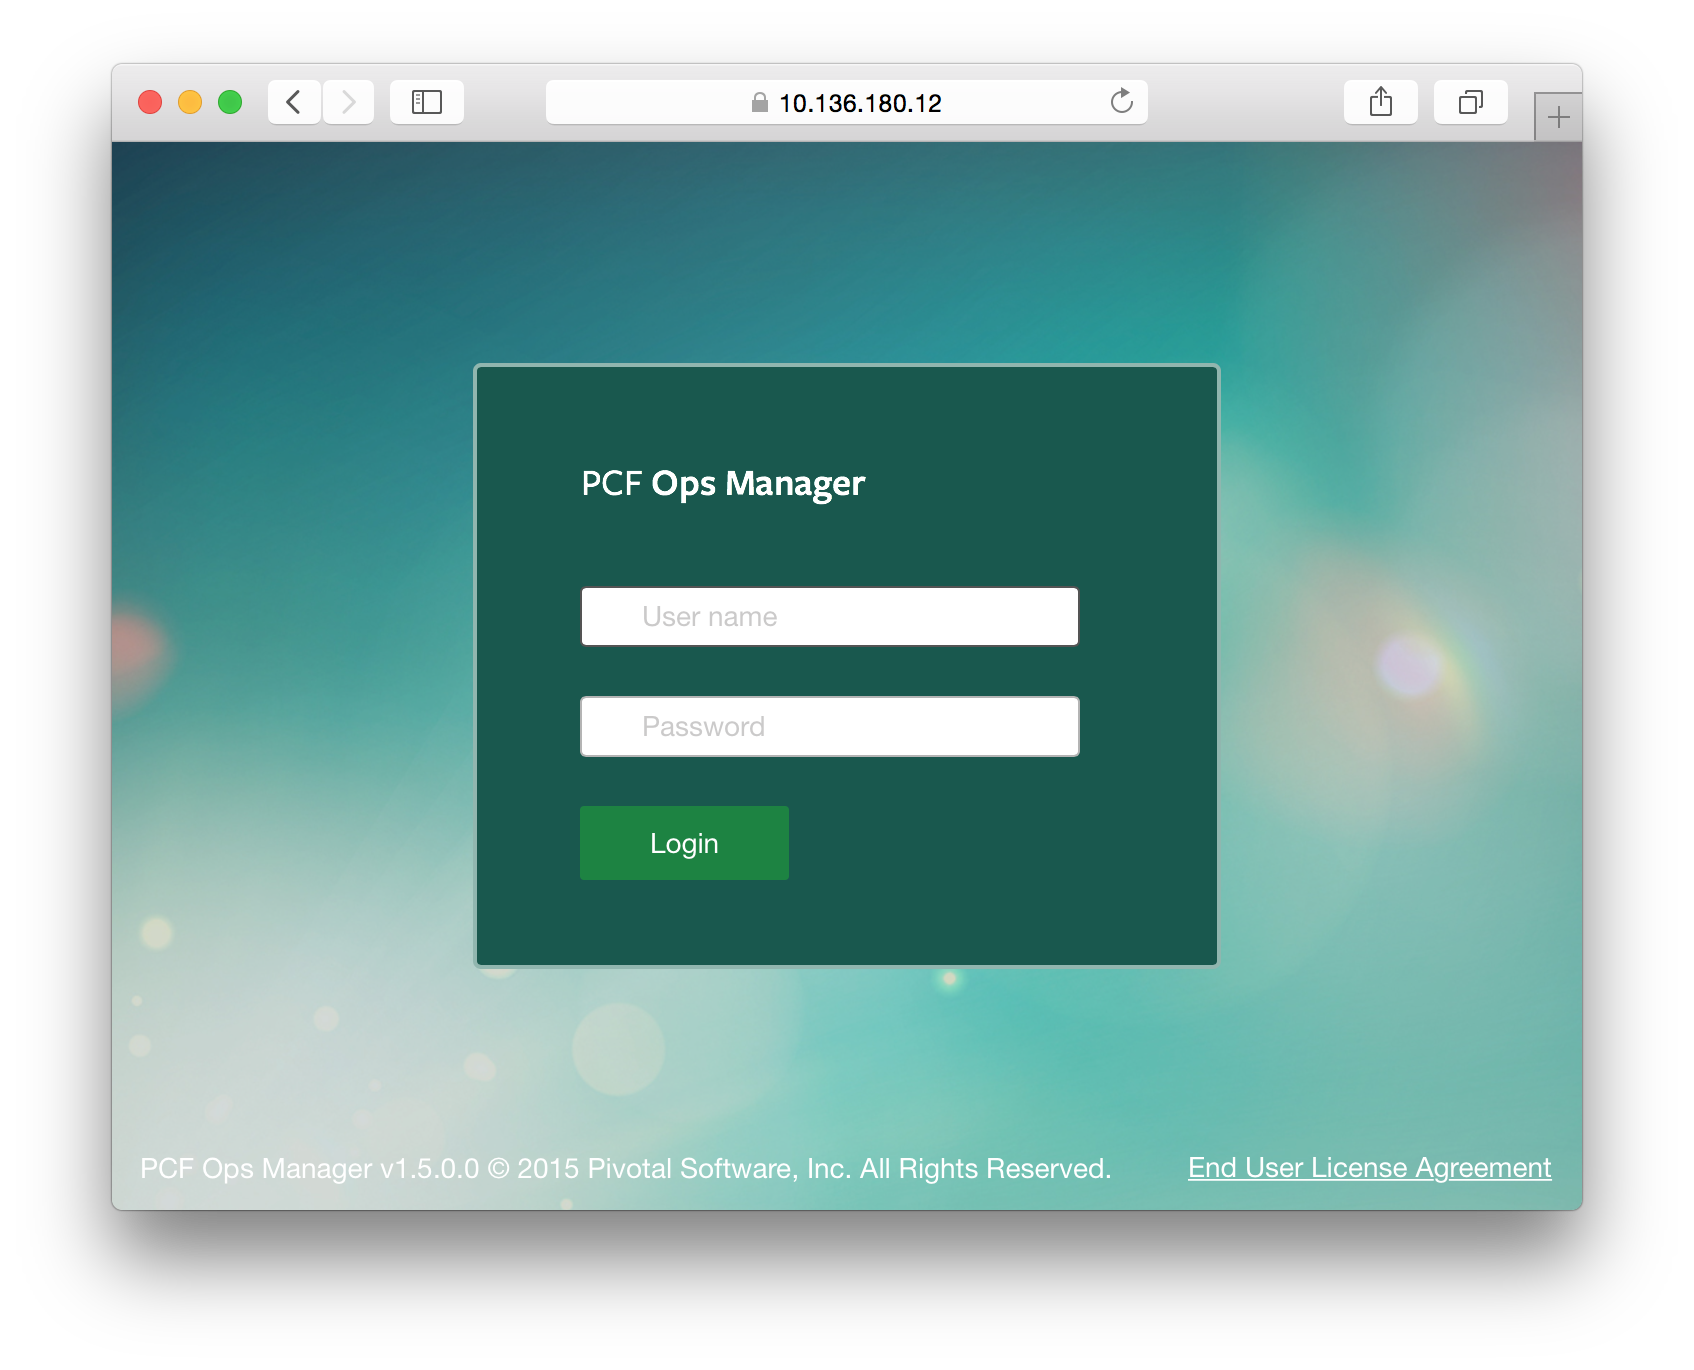 10.136.180.12
PCF Ops Manager
User name
Password
Login
PCF Ops Manager v1.5.0.0 © 2015 Pivotal Software, Inc. All Rights Reserved.
End User License Agreement